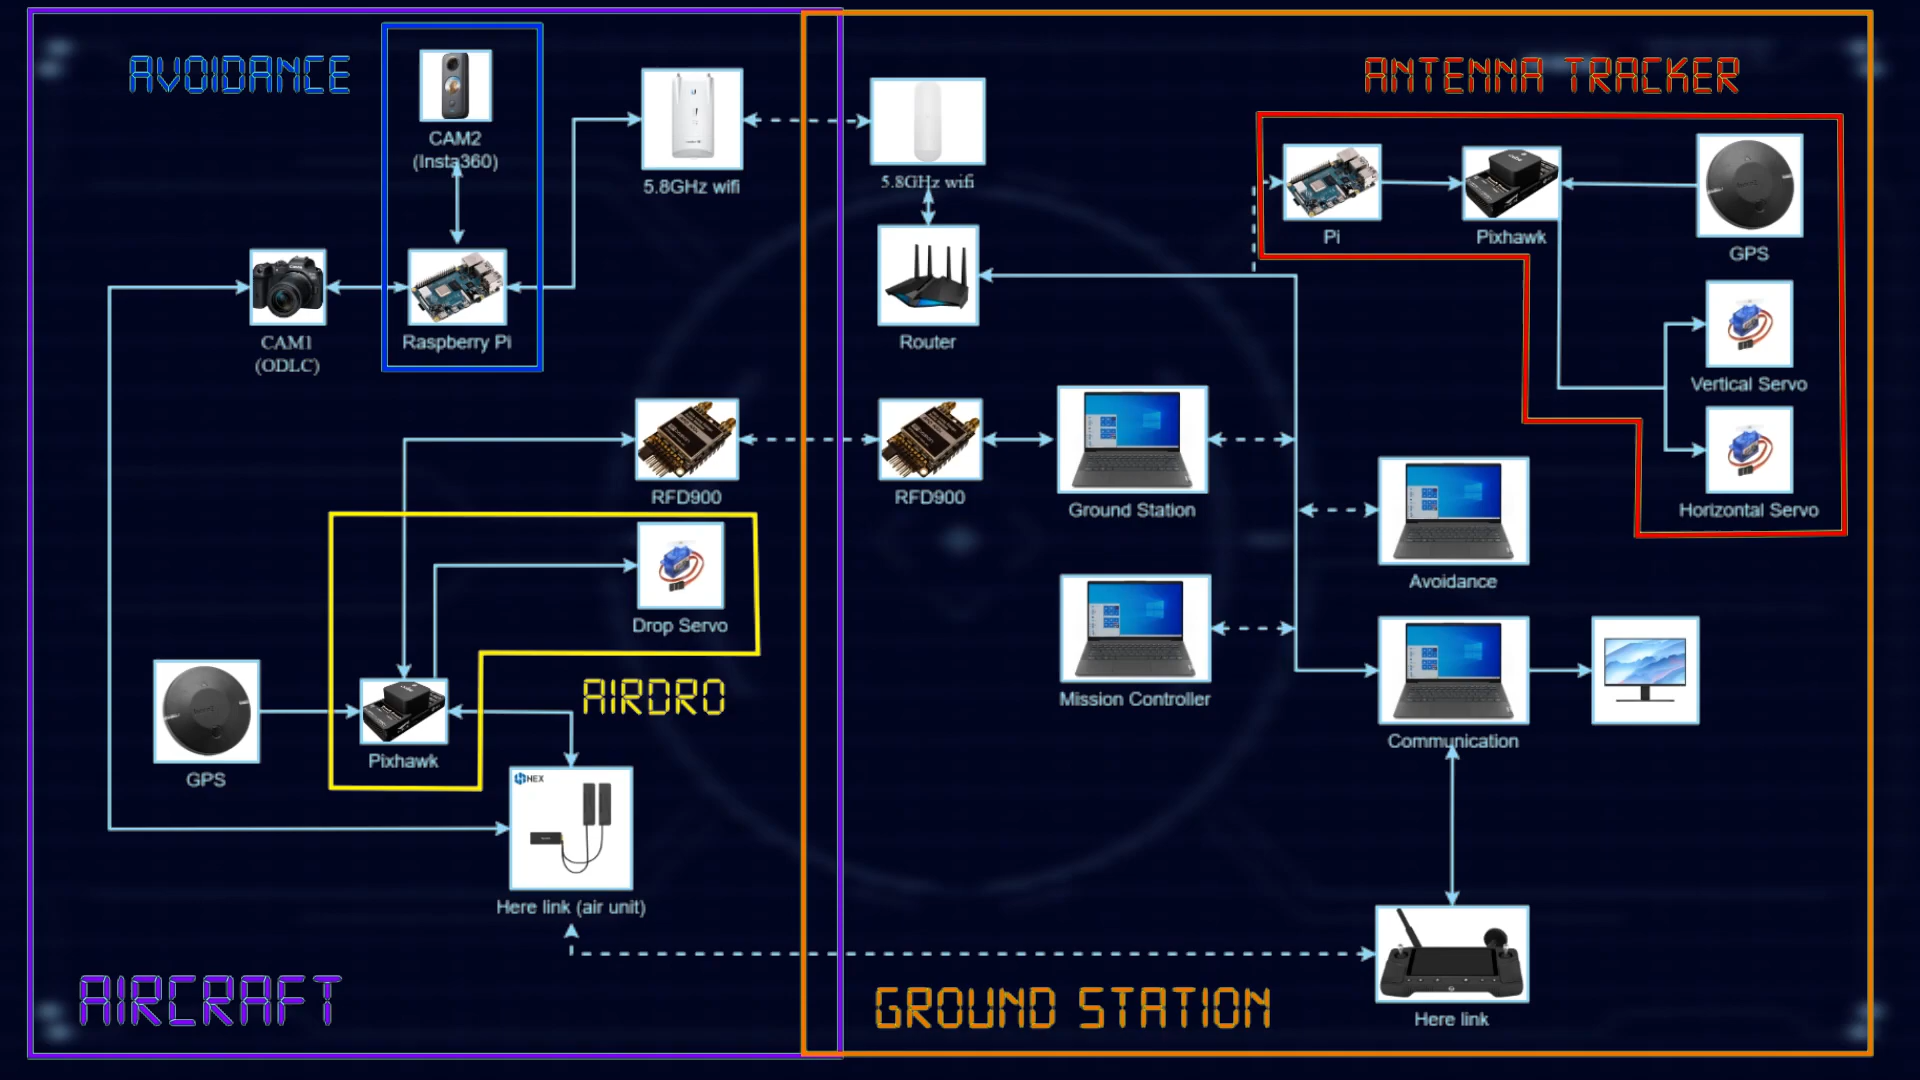 AVOIDANCE
CAM2
(Insta360)
5.8GHz wifi
5.8GHz wifi
ANTENNA TRACKER
Pi
Pixhawk
GPS
CAM1
(ODLC)
Raspberry Pi
Router
Vertical Servo
Horizontal Servo
RFD900
RFD900
Ground Station
Avoidance
Drop Servo
AIRDRO
Mission Controller
Communication
GPS
Pixhawk
HEX
Here link (air unit)
Here link
AIRCRAFT
GROUND STATION